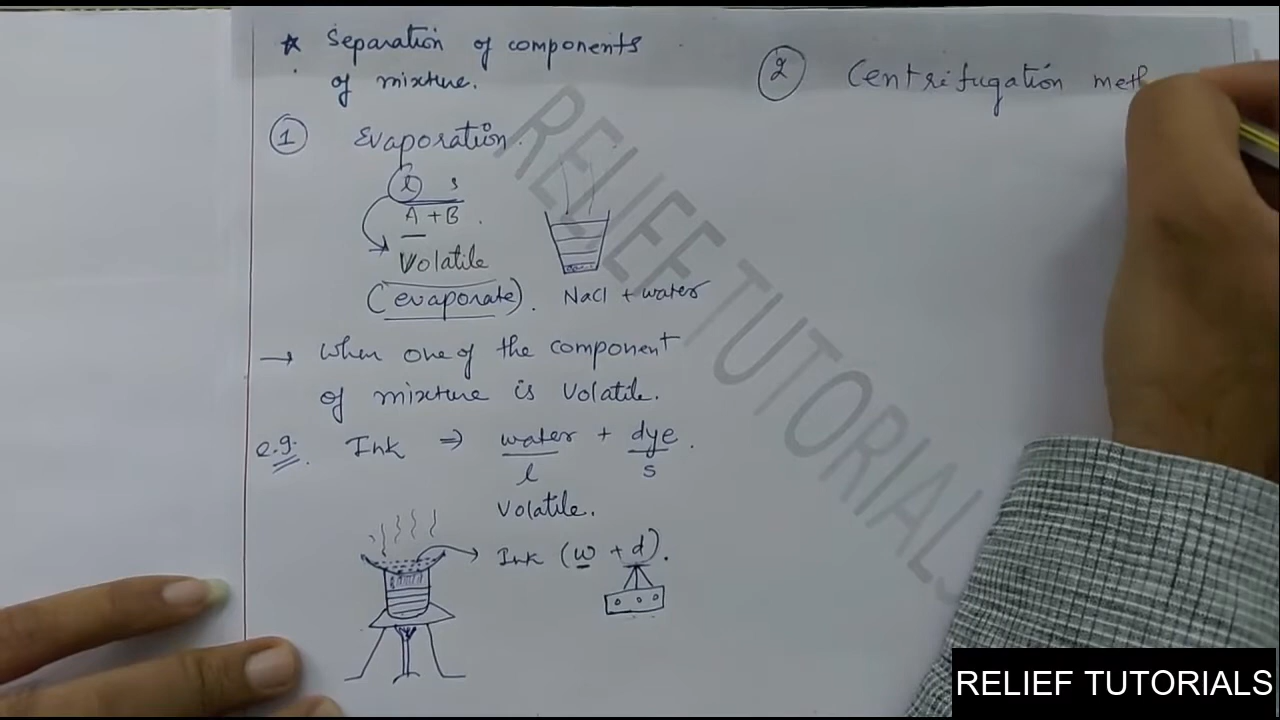 * Separation of components
of mixture.
1 Evaporation.
l s
A + B .
Volatile
(evaporate).
NaCl + water
→ When one of the component
of mixture is Volatile.
e.g. Ink ⇒ water + dye .
l s
Volatile.
Ink (w + d).
2 Centrifugation meth
RELIEF TUTORIALS
RELIEF TUTORIALS